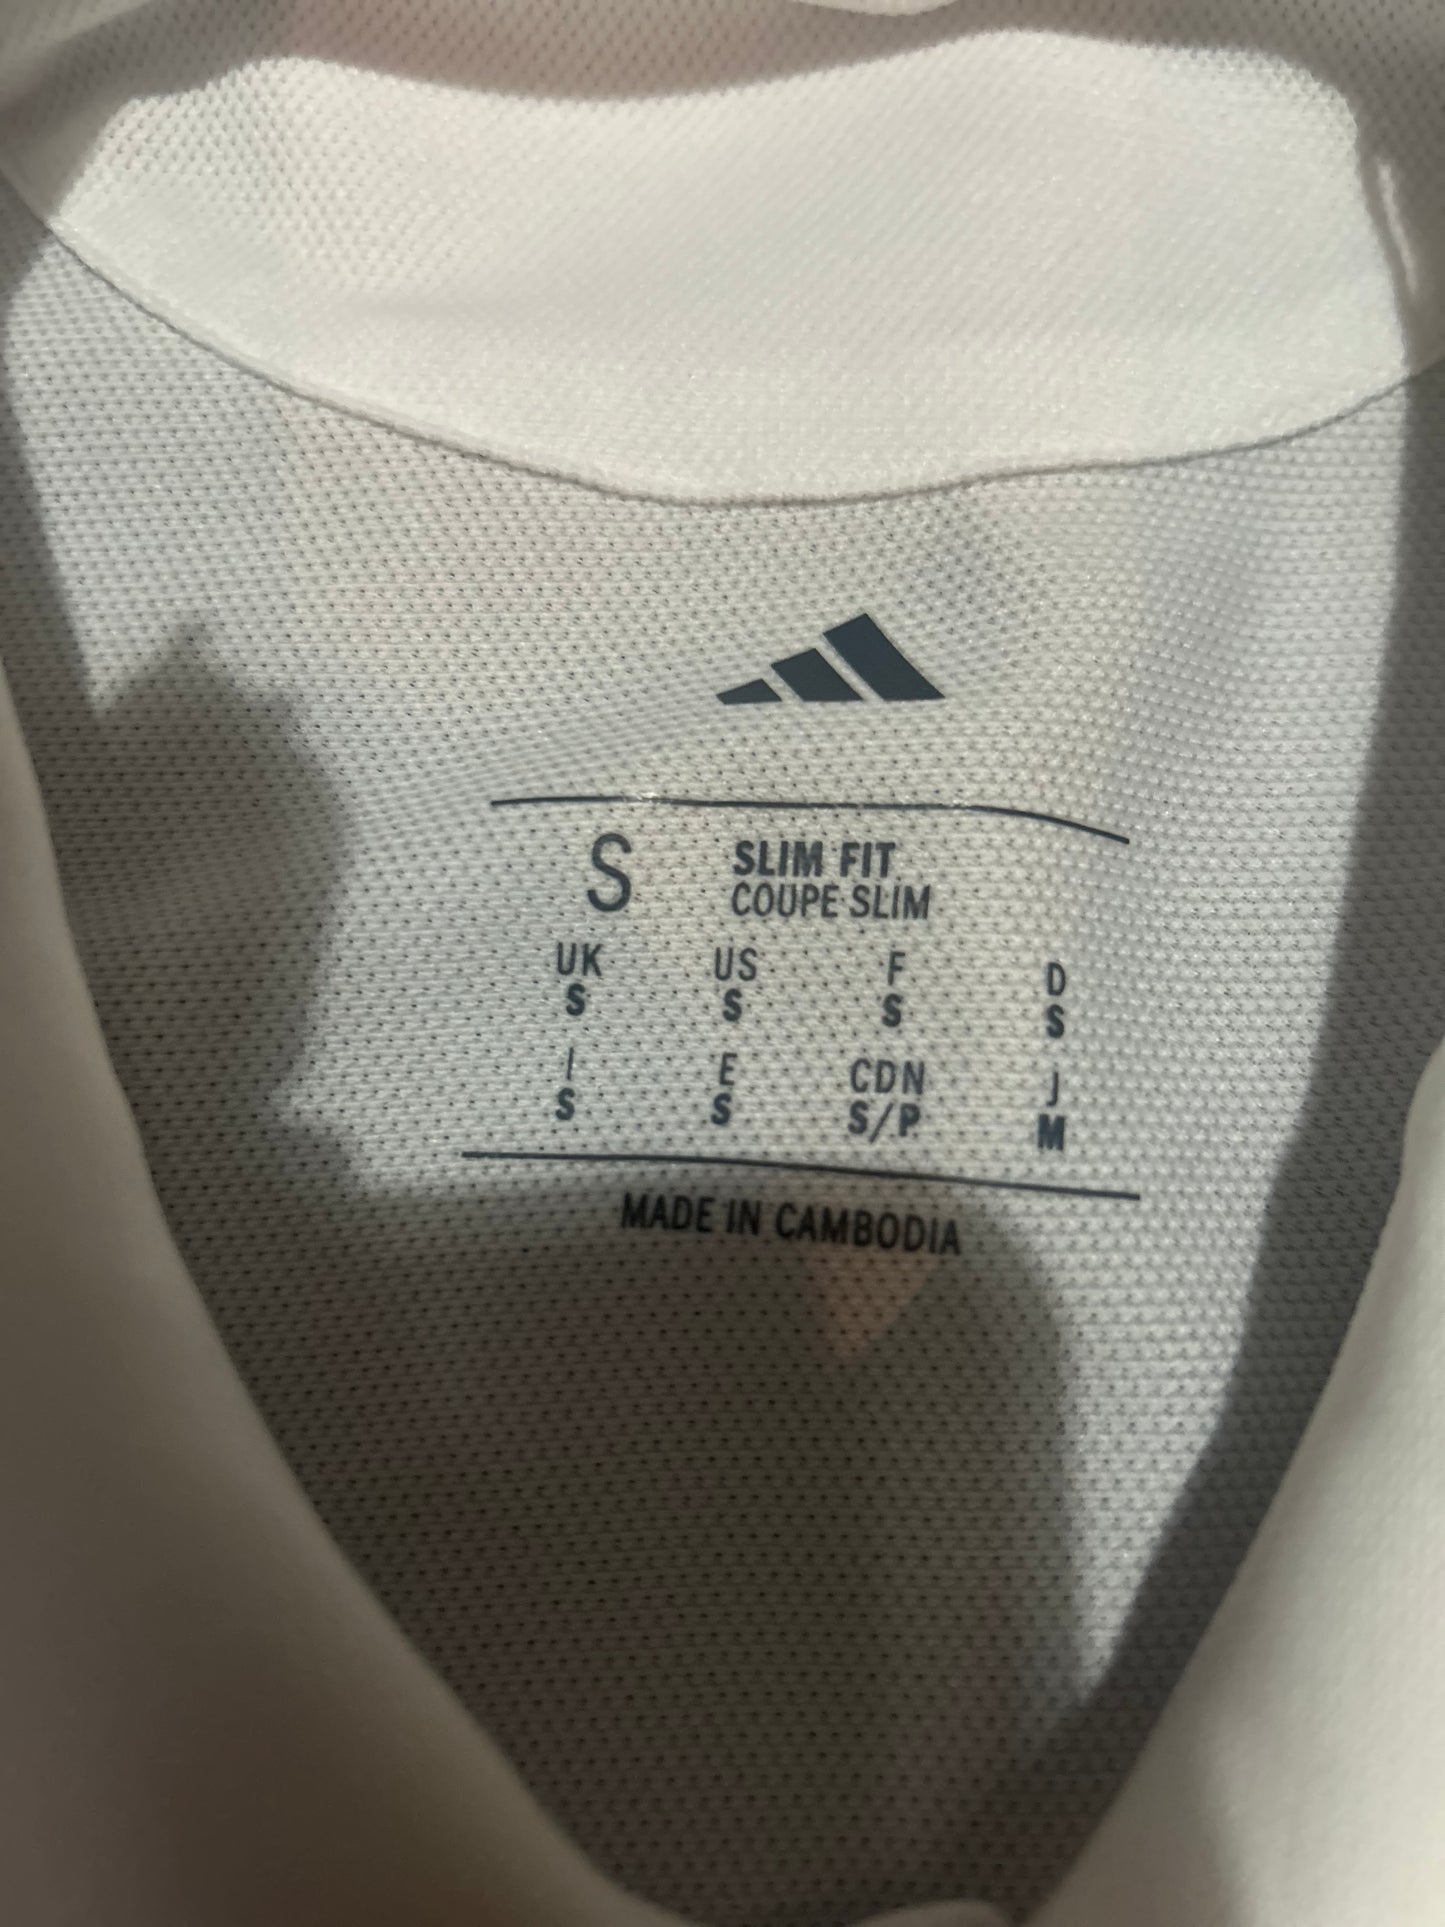 S SLIM FIT
COUPE SLIM
UK US F D
S S S S
I E CDN J
S S S/P M
MADE IN CAMBODIA